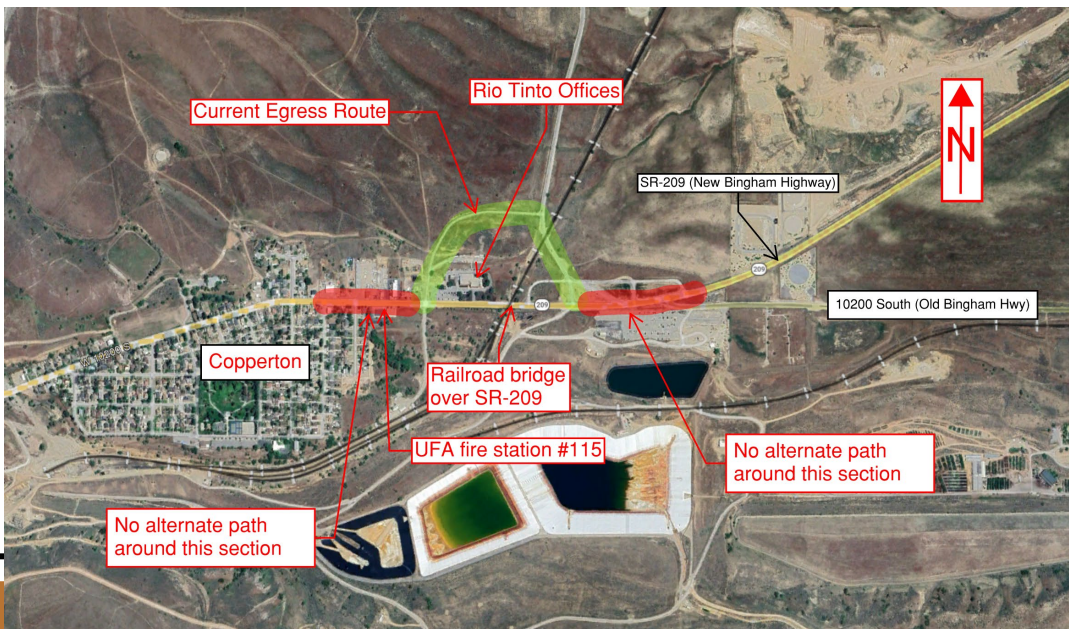 Rio Tinto Offices
Current Egress Route
N
SR-209 (New Bingham Highway)
209
209
10200 South (Old Bingham Hwy)
Copperton
Railroad bridge
over SR-209
UFA fire station #115
No alternate path
around this section
No alternate path
around this section